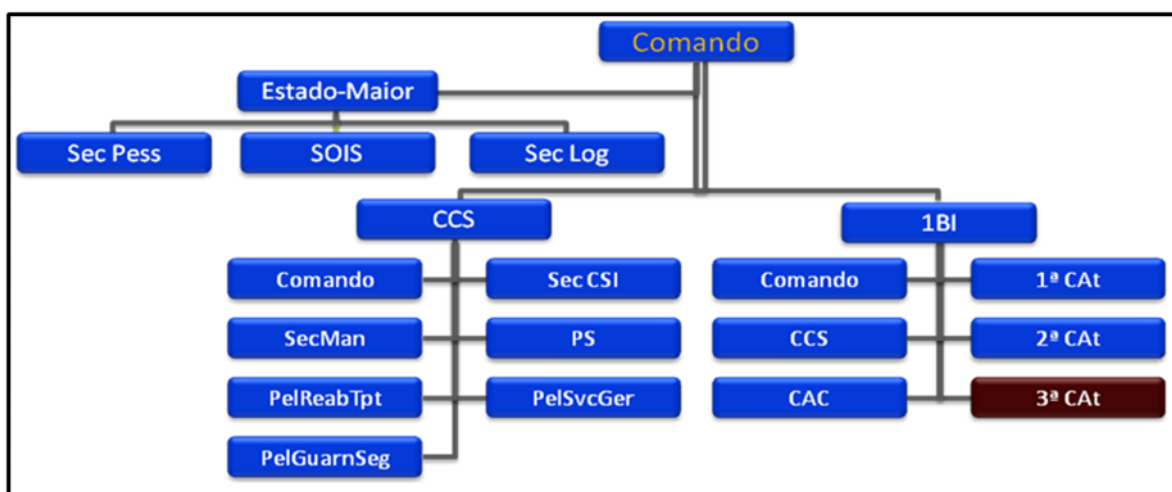 Comando
Estado-Maior
Sec Pess
SOIS
Sec Log
CCS
1BI
Comando
Sec CSI
Comando
1ª CAt
SecMan
PS
CCS
2ª CAt
PelReabTpt
PelSvcGer
CAC
3ª CAt
PelGuarnSeg